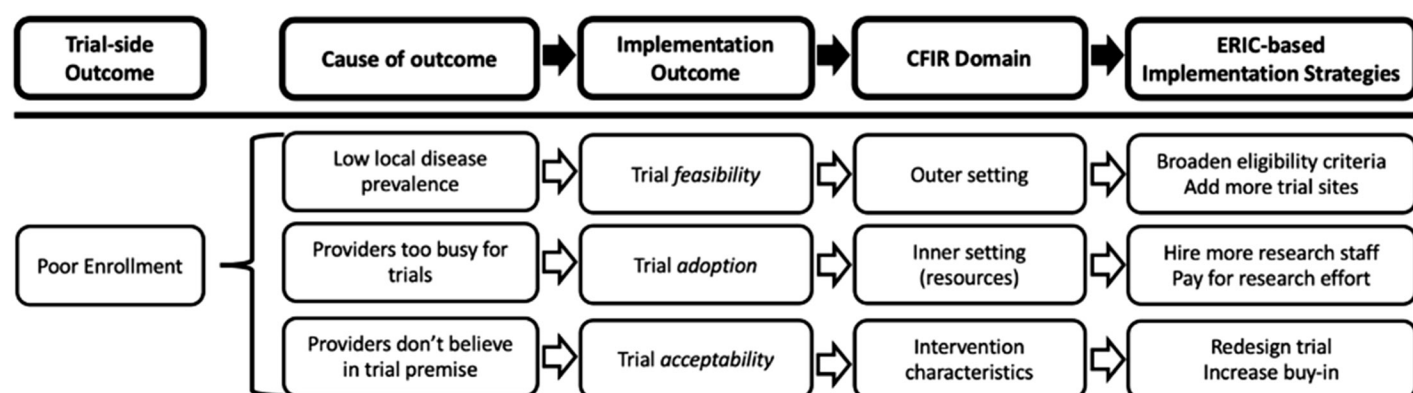 Trial-side
Outcome
Cause of outcome
Implementation
Outcome
CFIR Domain
ERIC-based
Implementation Strategies
Poor Enrollment
Low local disease
prevalence
Trial feasibility
Outer setting
Broaden eligibility criteria
Add more trial sites
Providers too busy for
trials
Trial adoption
Inner setting
(resources)
Hire more research staff
Pay for research effort
Providers don’t believe
in trial premise
Trial acceptability
Intervention
characteristics
Redesign trial
Increase buy-in